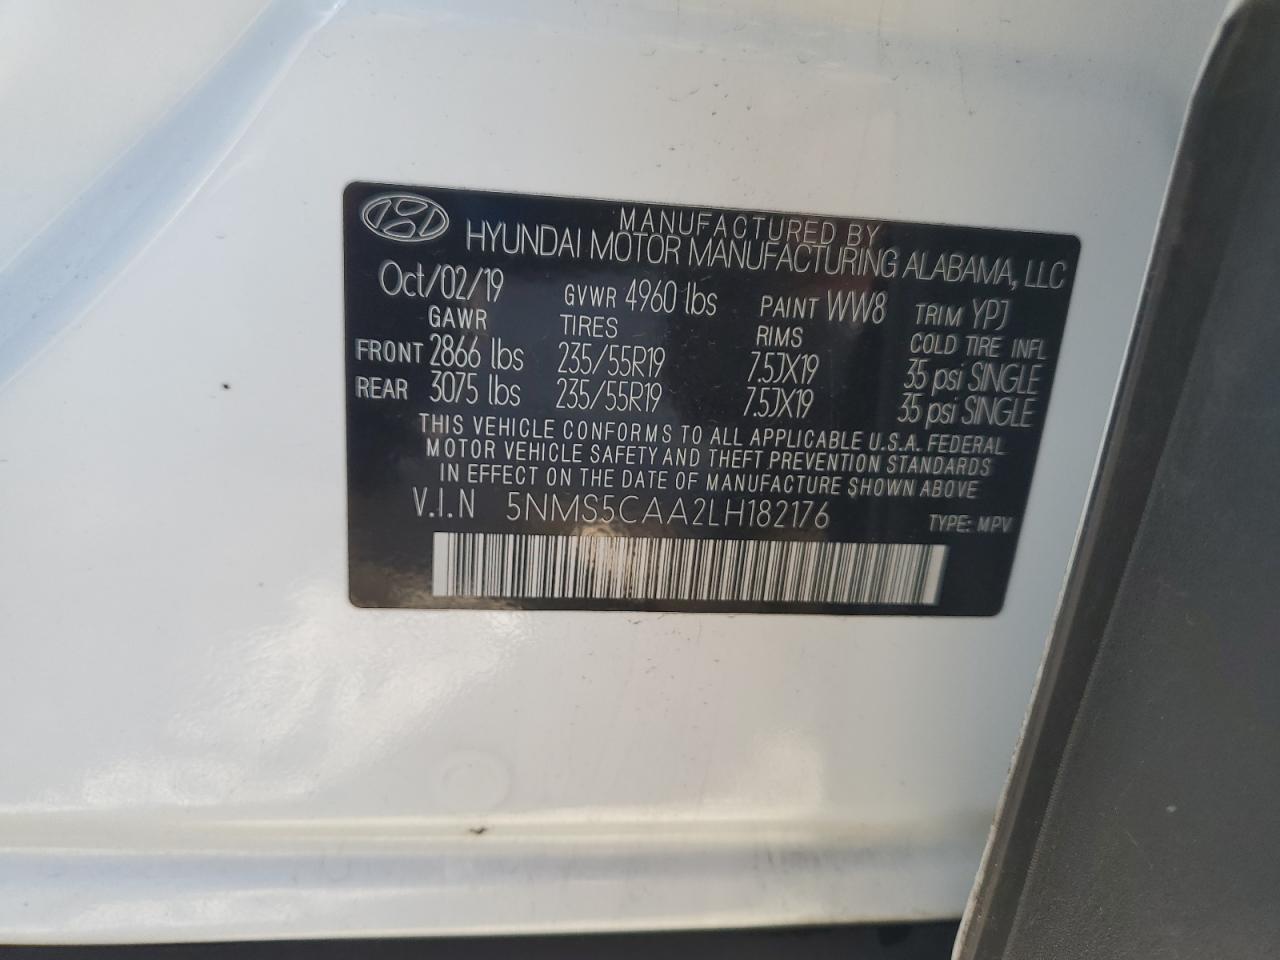 MANUFACTURED BY
HYUNDAI MOTOR MANUFACTURING ALABAMA, LLC
Oct/02/19 GVWR 4960 lbs PAINT WW8 TRIM YPJ
GAWR TIRES RIMS COLD TIRE INFL
FRONT 2866 lbs 235/55R19 7.5JX19 35 psi SINGLE
REAR 3075 lbs 235/55R19 7.5JX19 35 psi SINGLE
THIS VEHICLE CONFORMS TO ALL APPLICABLE U.S.A. FEDERAL
MOTOR VEHICLE SAFETY AND THEFT PREVENTION STANDARDS
IN EFFECT ON THE DATE OF MANUFACTURE SHOWN ABOVE
V.I.N 5NMS5CAA2LH182176 TYPE: MPV